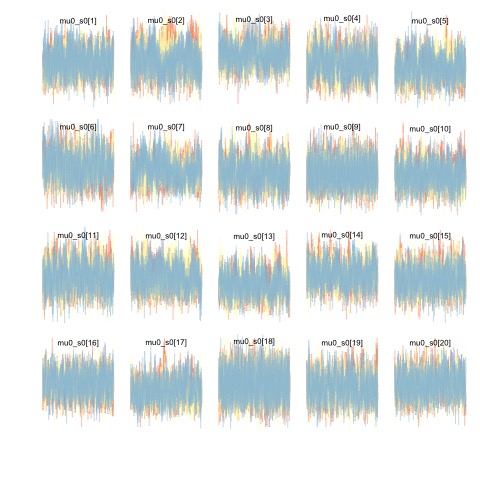 mu0_s0[1] mu0_s0[2] mu0_s0[3] mu0_s0[4] mu0_s0[5]
mu0_s0[6] mu0_s0[7] mu0_s0[8] mu0_s0[9] mu0_s0[10]
mu0_s0[11] mu0_s0[12] mu0_s0[13] mu0_s0[14] mu0_s0[15]
mu0_s0[16] mu0_s0[17] mu0_s0[18] mu0_s0[19] mu0_s0[20]